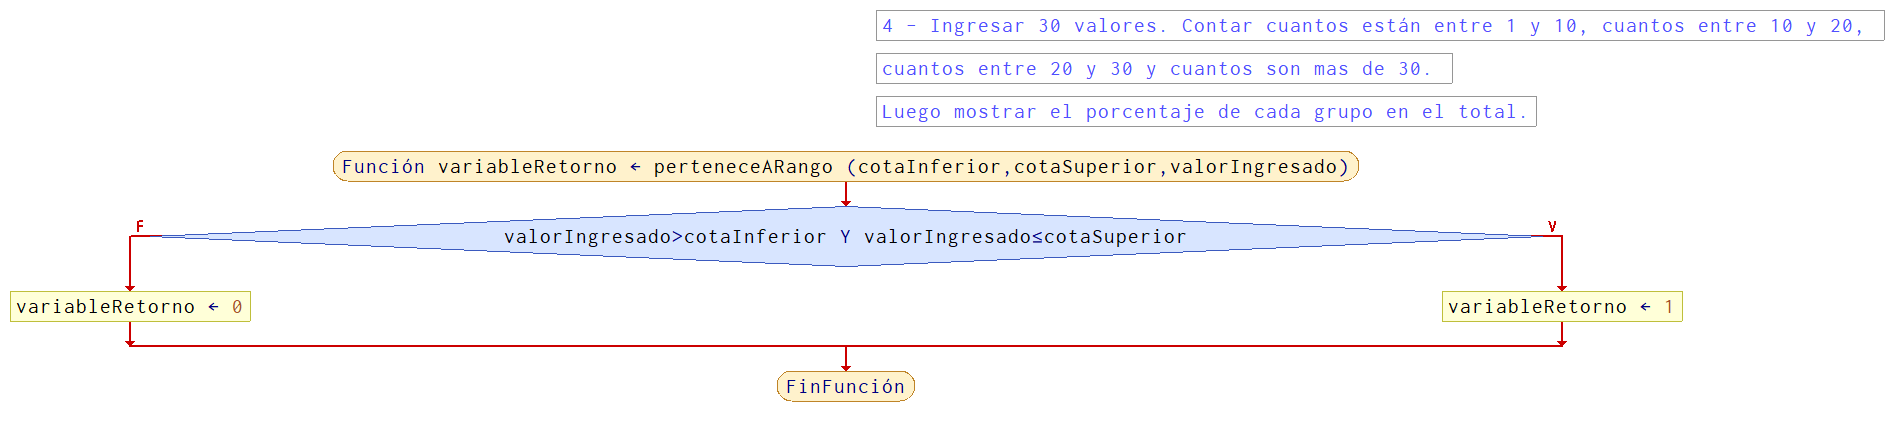 4 - Ingresar 30 valores. Contar cuantos están entre 1 y 10, cuantos entre 10 y 20,
cuantos entre 20 y 30 y cuantos son mas de 30.
Luego mostrar el porcentaje de cada grupo en el total.
Función variableRetorno ← perteneceARango (cotaInferior,cotaSuperior,valorIngresado)
F
V
valorIngresado>cotaInferior Y valorIngresado≤cotaSuperior
variableRetorno ← 0
variableRetorno ← 1
FinFunción